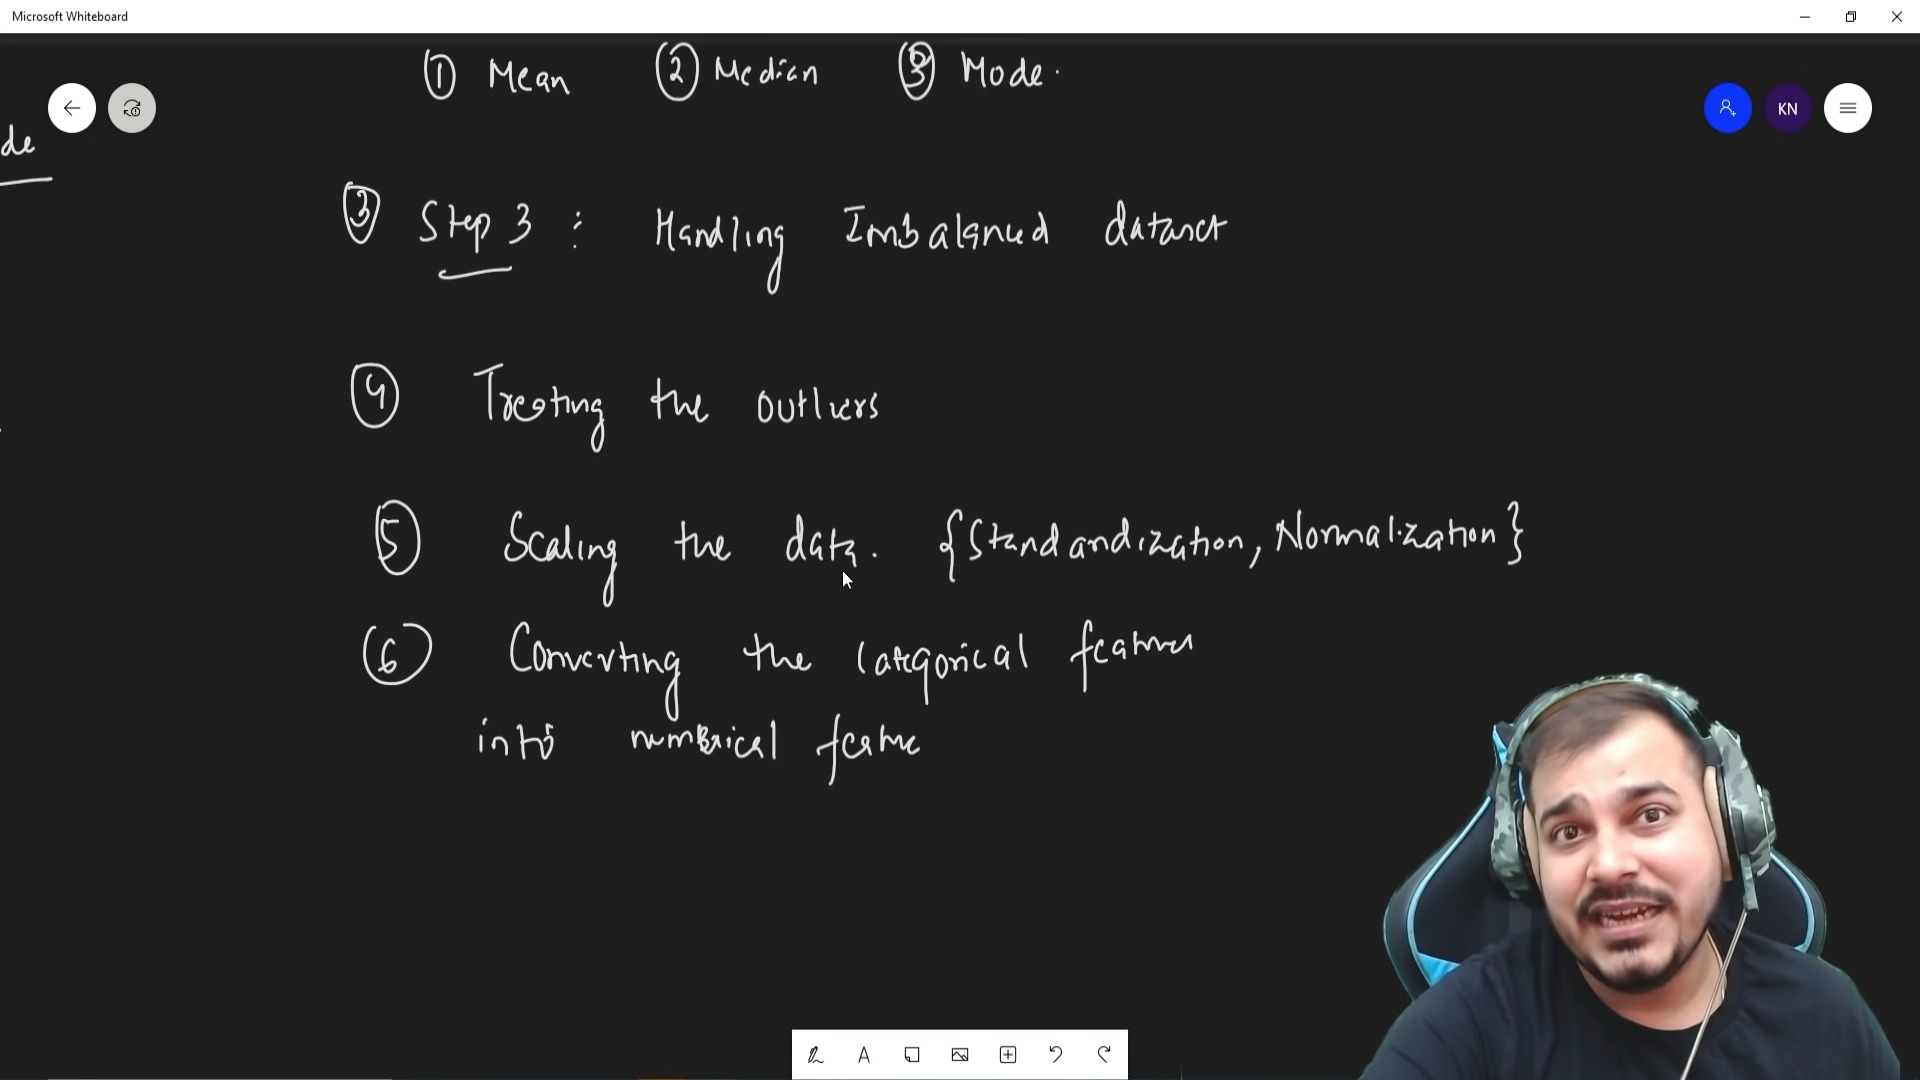 Microsoft Whiteboard
① Mean ② Median ③ Mode.
KN
de
③ Step 3 : Handling Imbalanced dataset
④ Treating the outliers
⑤ Scaling the data. {Standardization, Normalization}
⑥ Converting the categorical features
into numerical feature
A